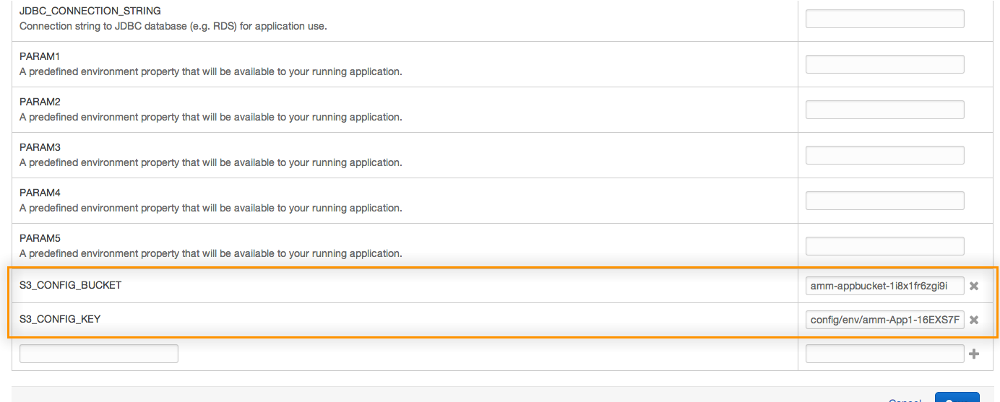 JDBC_CONNECTION_STRING
Connection string to JDBC database (e.g. RDS) for application use.
PARAM1
A predefined environment property that will be available to your running application.
PARAM2
A predefined environment property that will be available to your running application.
PARAM3
A predefined environment property that will be available to your running application.
PARAM4
A predefined environment property that will be available to your running application.
PARAM5
A predefined environment property that will be available to your running application.
S3_CONFIG_BUCKET
amm-appbucket-1i8x1fr6zgi9i
S3_CONFIG_KEY
config/env/amm-App1-16EXS7F
Cancel